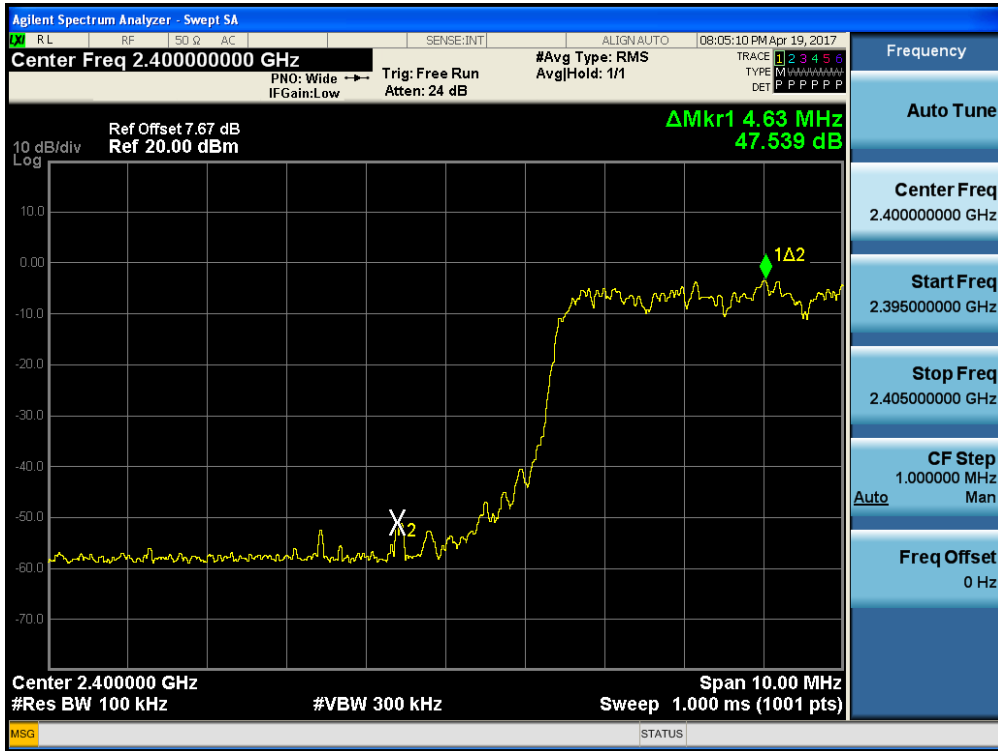 Agilent Spectrum Analyzer - Swept SA
LXI RL RF 50 Ω AC SENSE:INT ALIGN AUTO 08:05:10 PM Apr 19, 2017
Center Freq 2.400000000 GHz
PNO: Wide
IFGain:Low
Trig: Free Run
Atten: 24 dB
#Avg Type: RMS
Avg|Hold: 1/1
TRACE 1 2 3 4 5 6
TYPE M WWWWW
DET P P P P P P
ΔMkr1 4.63 MHz
47.539 dB
Ref Offset 7.67 dB
10 dB/div Ref 20.00 dBm
Log
10.0
0.00
-10.0
-20.0
-30.0
-40.0
-50.0
-60.0
-70.0
1Δ2
2
Center 2.400000 GHz Span 10.00 MHz
#Res BW 100 kHz #VBW 300 kHz Sweep 1.000 ms (1001 pts)
MSG STATUS
Frequency
Auto Tune
Center Freq
2.400000000 GHz
Start Freq
2.395000000 GHz
Stop Freq
2.405000000 GHz
CF Step
1.000000 MHz
Auto Man
Freq Offset
0 Hz